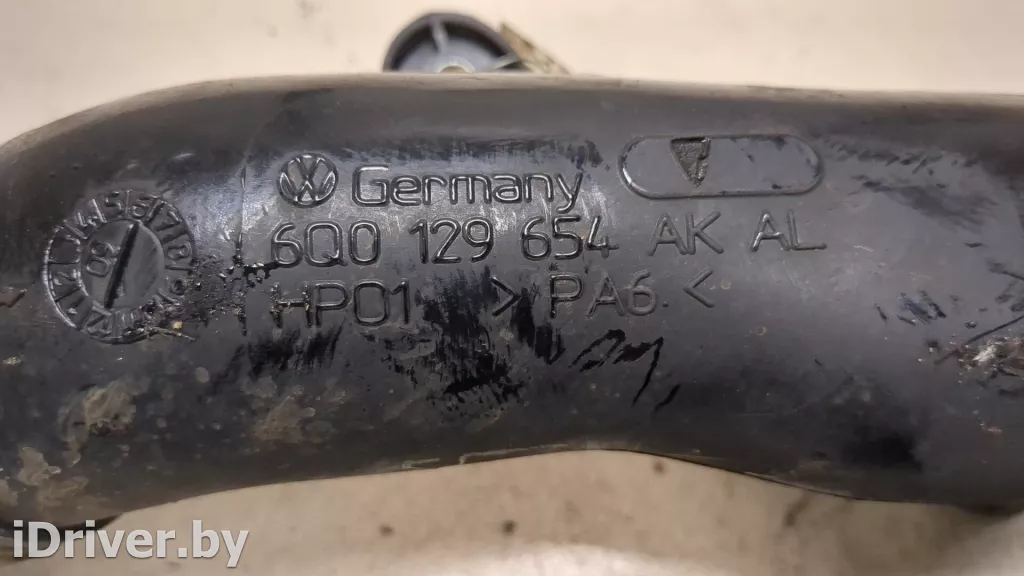 Germany
6Q0 129 654 AK AL
HP01 >PA6.<
iDriver.by